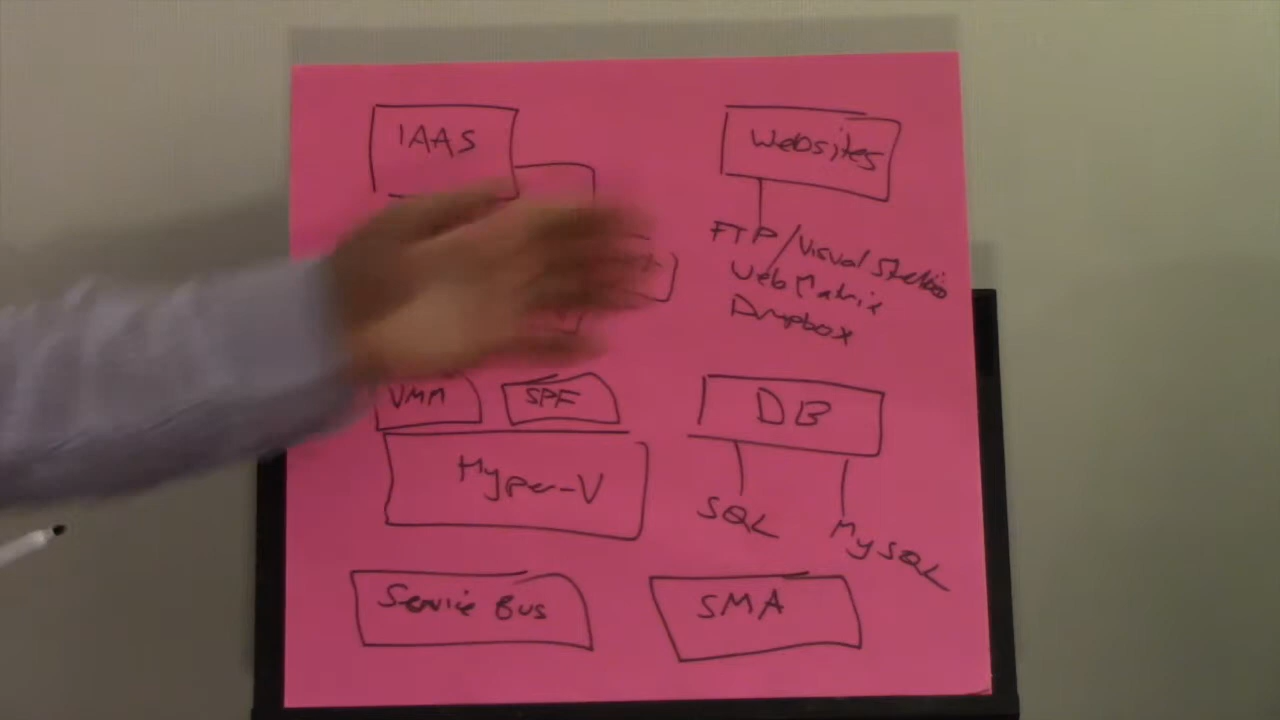 IAAS
Websites
FTP/Visual Studio
WebMatrix
Dropbox
VMM
SPF
DB
Hyper-V
SQL
MySQL
Service Bus
SMA